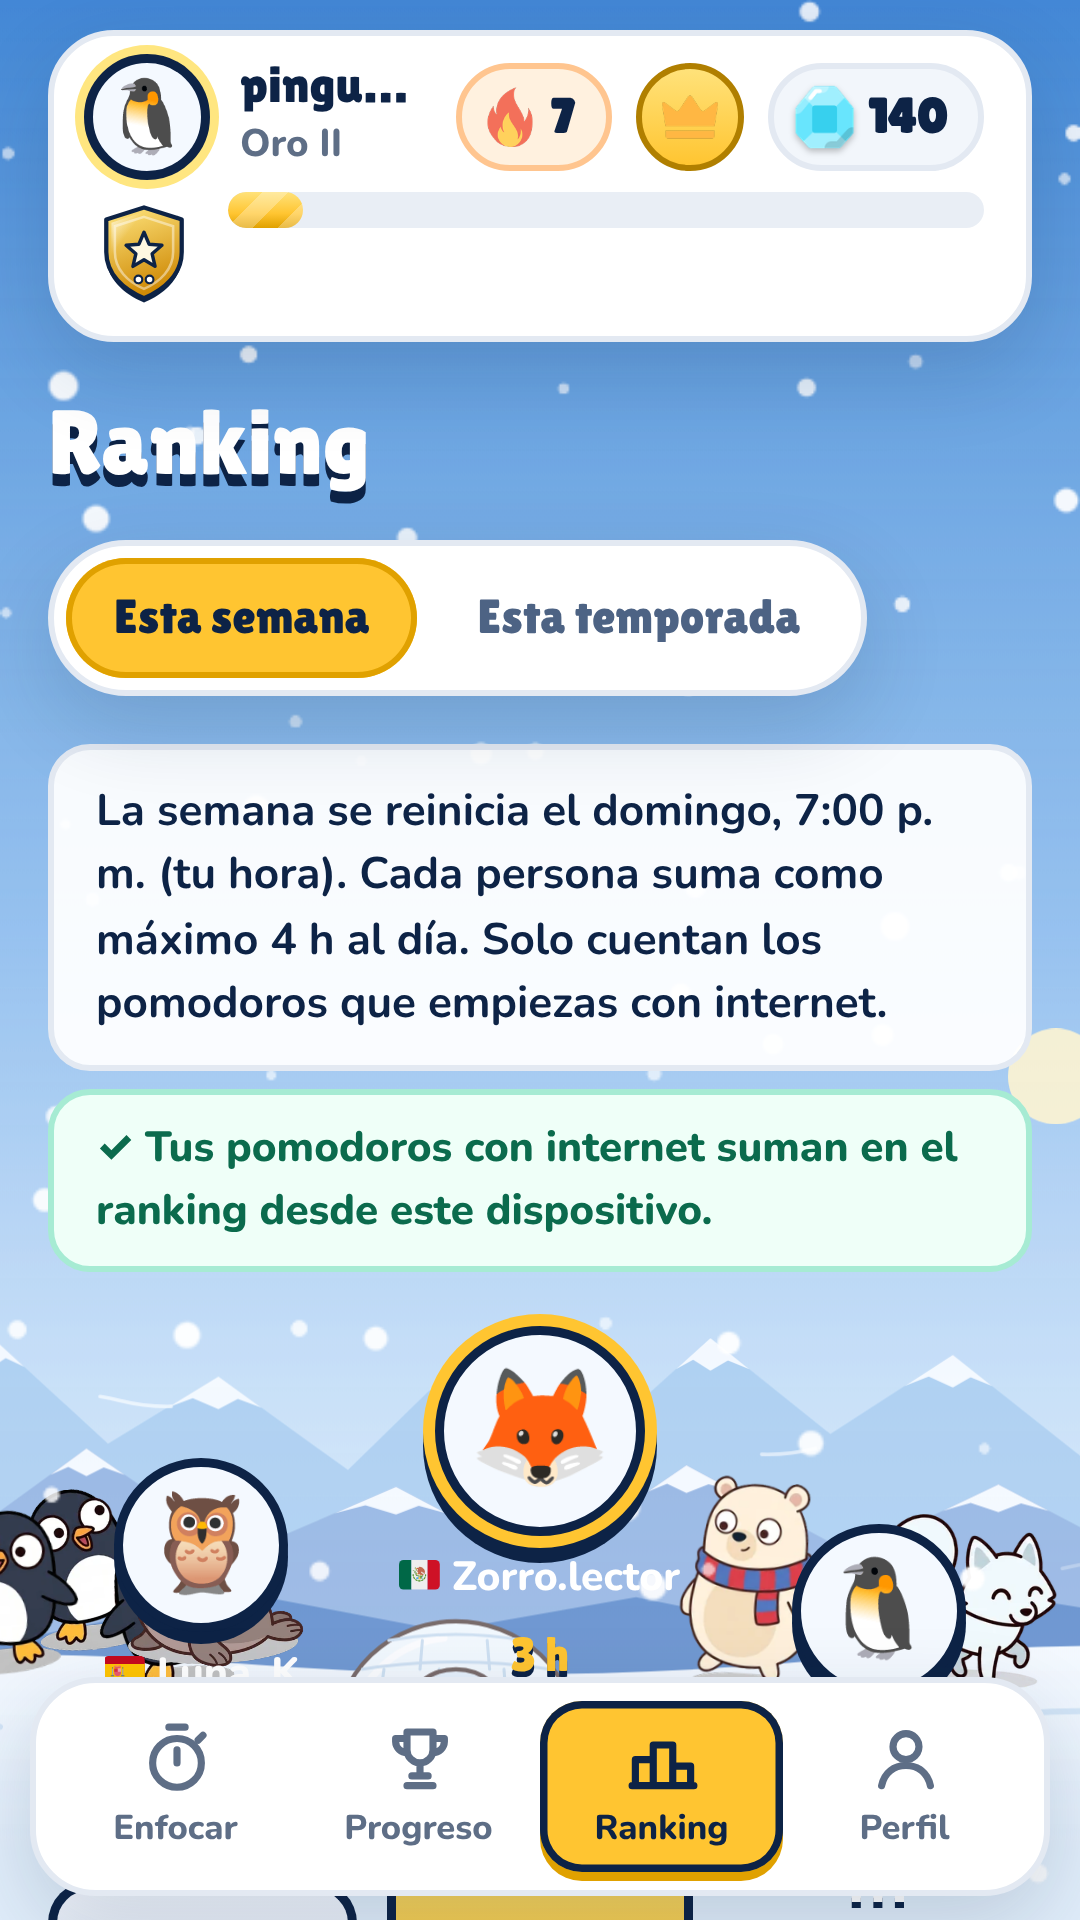 pingu...
Oro II
7
140
Ranking
Esta semana
Esta temporada
La semana se reinicia el domingo, 7:00 p.
m. (tu hora). Cada persona suma como
máximo 4 h al día. Solo cuentan los
pomodoros que empiezas con internet.
✓ Tus pomodoros con internet suman en el
ranking desde este dispositivo.
Zorro.lector
3 h
Enfocar
Progreso
Ranking
Perfil